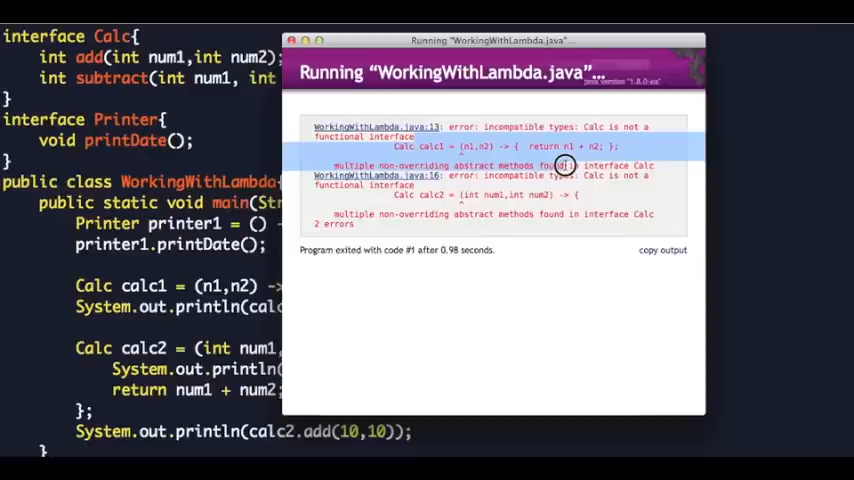 interface Calc{
int add(int num1,int num2);
int subtract(int num1, int
}
interface Printer{
void printDate();
}
public class WorkingWithLambda{
public static void main(Str
Printer printer1 = () -
printer1.printDate();
Calc calc1 = (n1,n2) ->
System.out.println(calc
Calc calc2 = (int num1,
System.out.println(
return num1 + num2;
};
System.out.println(calc2.add(10,10));
}
Running “WorkingWithLambda.java”...
Running “WorkingWithLambda.java”...
java version "1.8.0-ea"
WorkingWithLambda.java:13: error: incompatible types: Calc is not a
functional interface
Calc calc1 = (n1,n2) -> { return n1 + n2; };
^
multiple non-overriding abstract methods found in interface Calc
WorkingWithLambda.java:16: error: incompatible types: Calc is not a
functional interface
Calc calc2 = (int num1,int num2) -> {
^
multiple non-overriding abstract methods found in interface Calc
2 errors
Program exited with code #1 after 0.98 seconds.
copy output